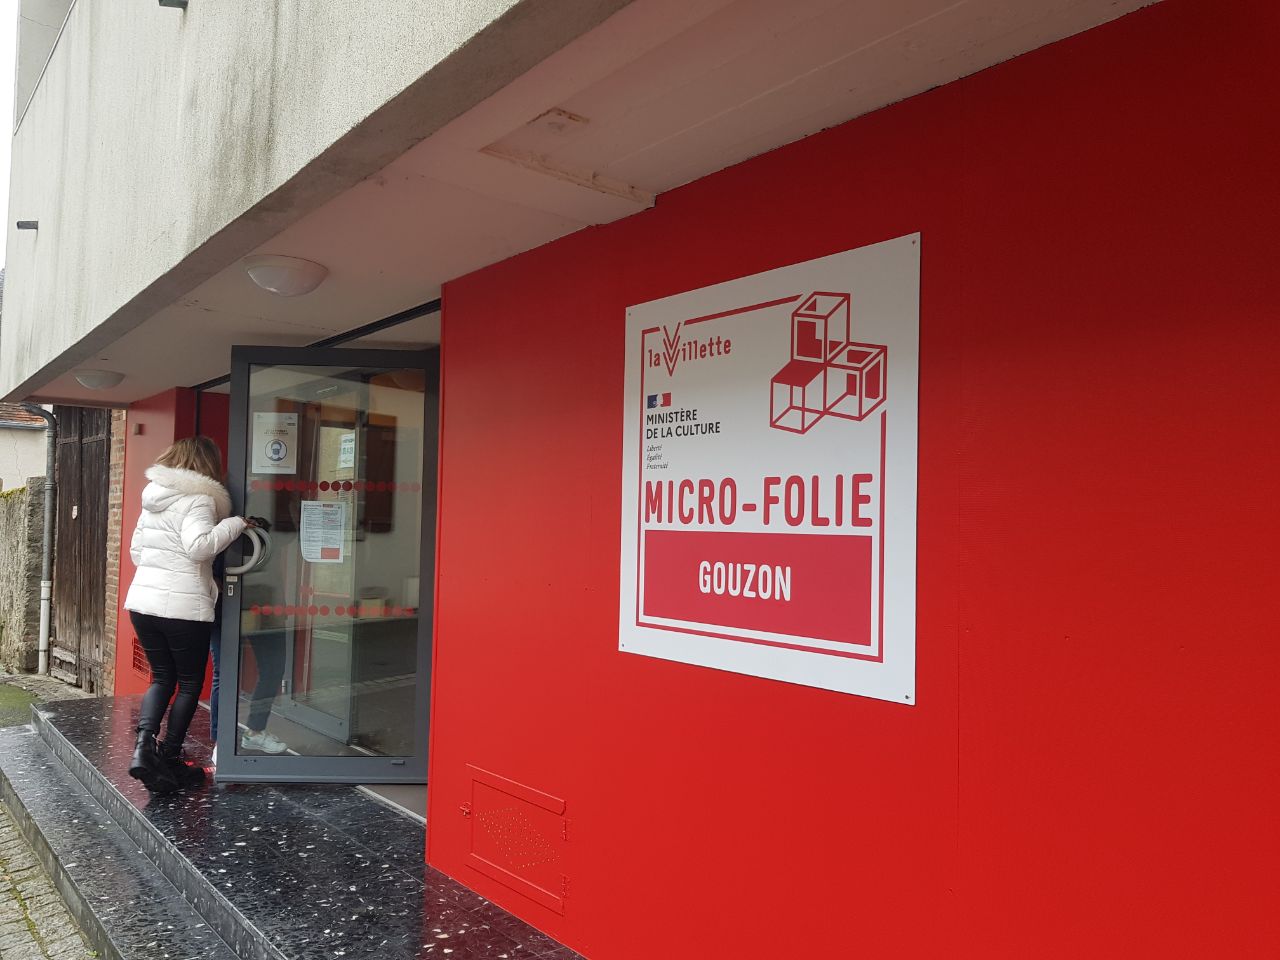 la Villette
MINISTÈRE
DE LA CULTURE
Liberté
Égalité
Fraternité
MICRO-FOLIE
GOUZON